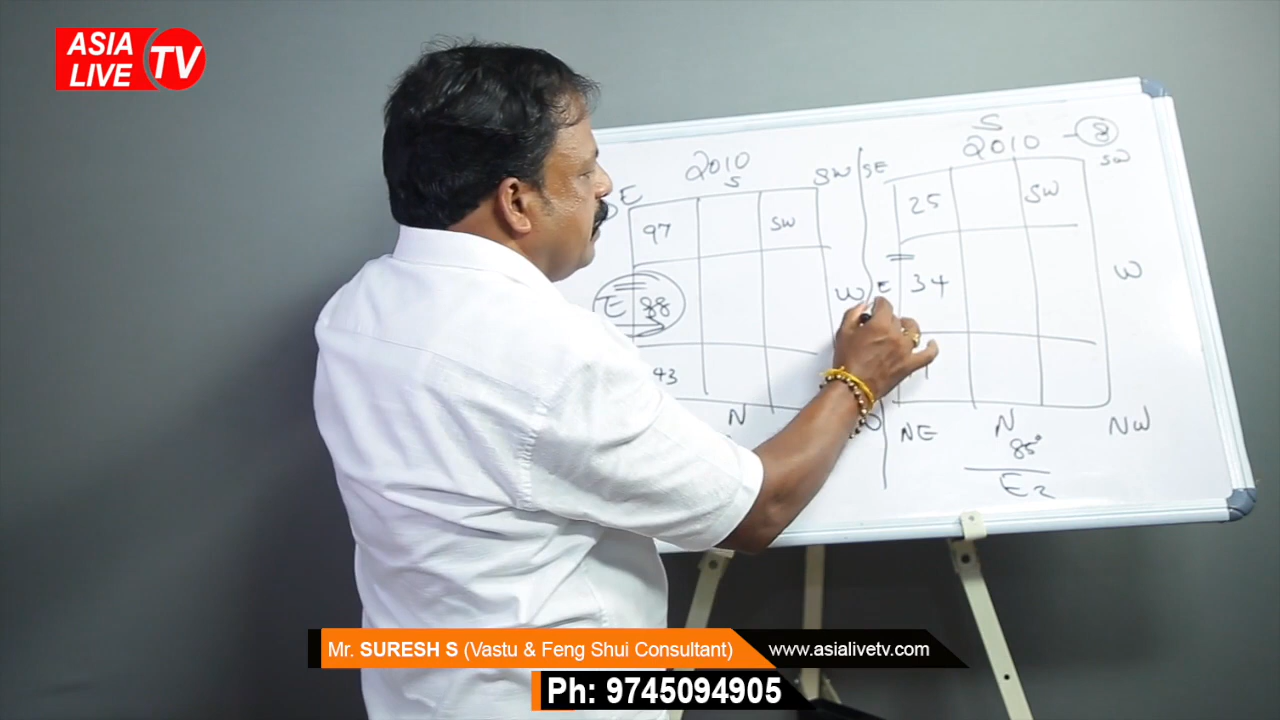 ASIA
LIVE
TV
2010
S
SW
E
97
SW
E 88
W
43
N
S
2010 - 8
SE
SW
25
SW
E
34
W
NE
N
NW
85°
E2
Mr. SURESH S (Vastu & Feng Shui Consultant)
www.asialivetv.com
Ph: 9745094905